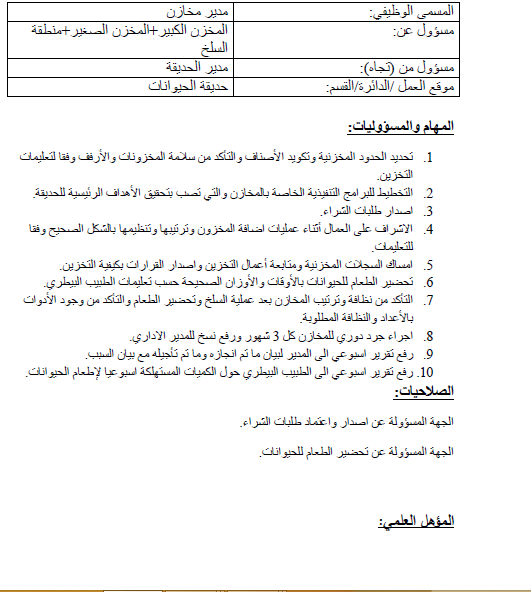 المسمى الوظيفي: مدير مخازن
مسؤول عن: المخزن الكبير+المخزن الصغير+منطقة
السلخ
مسؤول من (تجاه): مدير الحديقة
موقع العمل /الدائرة/القسم: حديقة الحيوانات
المهام والمسؤوليات:
1. تحديد الحدود المخزنية وتكويد الأصناف والتأكد من سلامة المخزونات والأرفف وفقا لتعليمات
التخزين.
2. التخطيط للبرامج التنفيذية الخاصة بالمخازن والتي تصب بتحقيق الأهداف الرئيسية للحديقة.
3. اصدار طلبات الشراء.
4. الاشراف على العمال أثناء عمليات اضافة المخزون وترتيبها وتنظيمها بالشكل الصحيح وفقا
للتعليمات.
5. امساك السجلات المخزنية ومتابعة أعمال التخزين واصدار القرارات بكيفية التخزين.
6. تحضير الطعام للحيوانات بالأوقات والأوزان الصحيحة حسب تعليمات الطبيب البيطري.
7. التأكد من نظافة وترتيب المخازن بعد عملية السلخ وتحضير الطعام والتأكد من وجود الأدوات
بالأعداد والنظافة المطلوبة.
8. اجراء جرد دوري للمخازن كل 3 شهور ورفع نسخ للمدير الاداري.
9. رفع تقرير اسبوعي الى المدير لبيان ما تم انجازه وما تم تأجيله مع بيان السبب.
10. رفع تقرير اسبوعي الى الطبيب البيطري حول الكميات المستهلكة اسبوعيا لإطعام الحيوانات.
الصلاحيات:
الجهة المسؤولة عن اصدار واعتماد طلبات الشراء.
الجهة المسؤولة عن تحضير الطعام للحيوانات.
المؤهل العلمي: